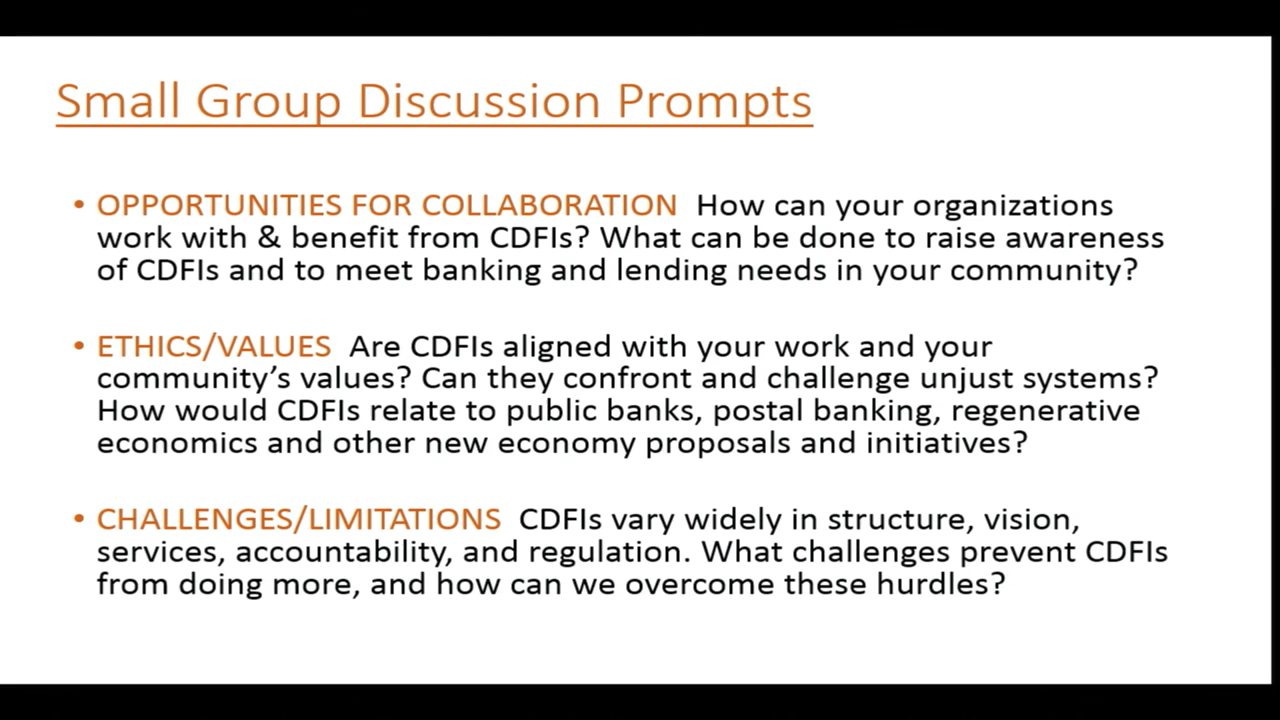 Small Group Discussion Prompts
• OPPORTUNITIES FOR COLLABORATION How can your organizations
work with & benefit from CDFIs? What can be done to raise awareness
of CDFIs and to meet banking and lending needs in your community?
• ETHICS/VALUES Are CDFIs aligned with your work and your
community’s values? Can they confront and challenge unjust systems?
How would CDFIs relate to public banks, postal banking, regenerative
economics and other new economy proposals and initiatives?
• CHALLENGES/LIMITATIONS CDFIs vary widely in structure, vision,
services, accountability, and regulation. What challenges prevent CDFIs
from doing more, and how can we overcome these hurdles?